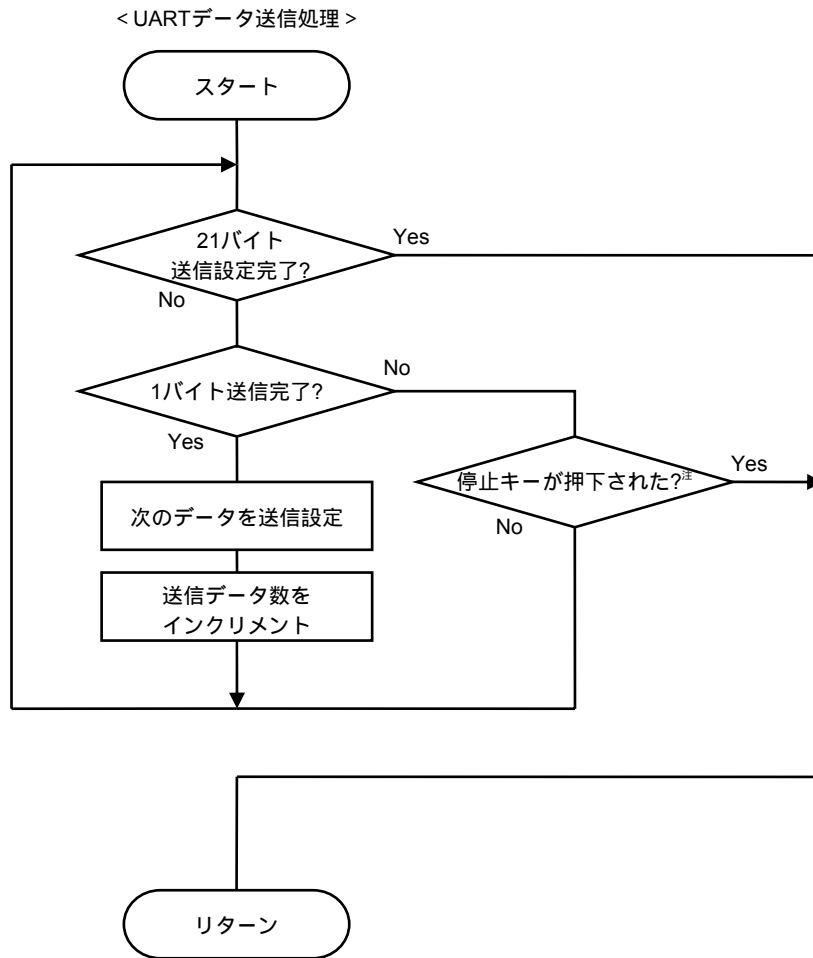 ＜UARTデータ送信処理＞
スタート
21バイト
送信設定完了?
Yes
No
1バイト送信完了?
No
Yes
停止キーが押下された?注
Yes
No
次のデータを送信設定
送信データ数を
インクリメント
リターン